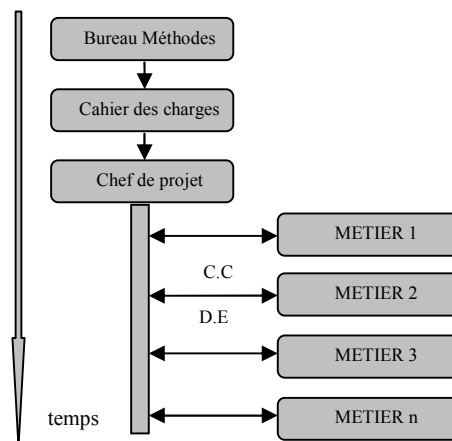 Bureau Méthodes
Cahier des charges
Chef de projet
METIER 1
C.C
METIER 2
D.E
METIER 3
temps
METIER n